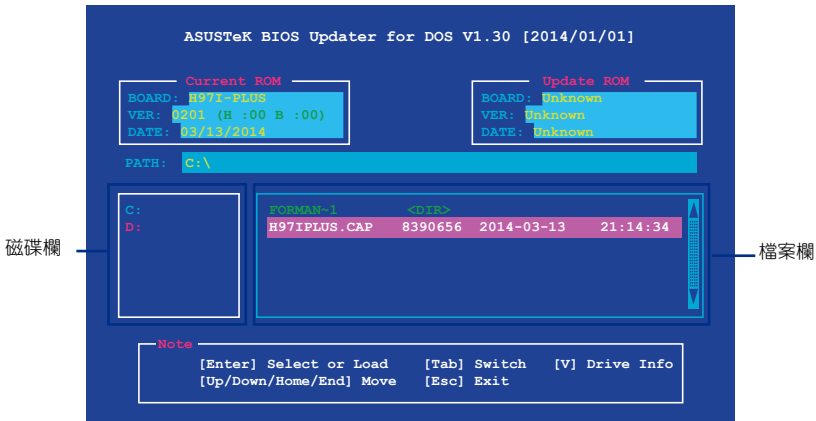 ASUSTeK BIOS Updater for DOS V1.30 [2014/01/01]
Current ROM
BOARD: H97I-PLUS
VER: 0201 (H :00 B :00)
DATE: 03/13/2014
Update ROM
BOARD: Unknown
VER: Unknown
DATE: Unknown
PATH: C:\
磁碟欄
C:
D:
FORMAN~1 <DIR>
H97IPLUS.CAP 8390656 2014-03-13 21:14:34
檔案欄
Note
[Enter] Select or Load [Tab] Switch [V] Drive Info
[Up/Down/Home/End] Move [Esc] Exit